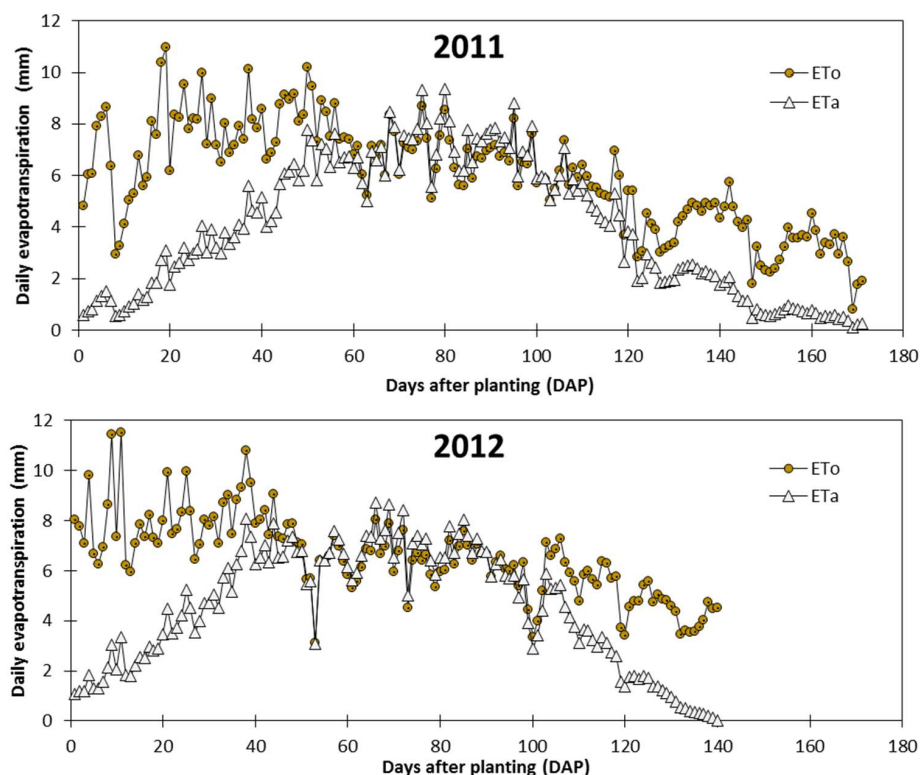 2011
Daily evapotranspiration (mm)
12
10
8
6
4
2
0
ETo
ETa
0 20 40 60 80 100 120 140 160 180
Days after planting (DAP)
2012
Daily evapotranspiration (mm)
12
10
8
6
4
2
0
ETo
ETa
0 20 40 60 80 100 120 140 160 180
Days after planting (DAP)